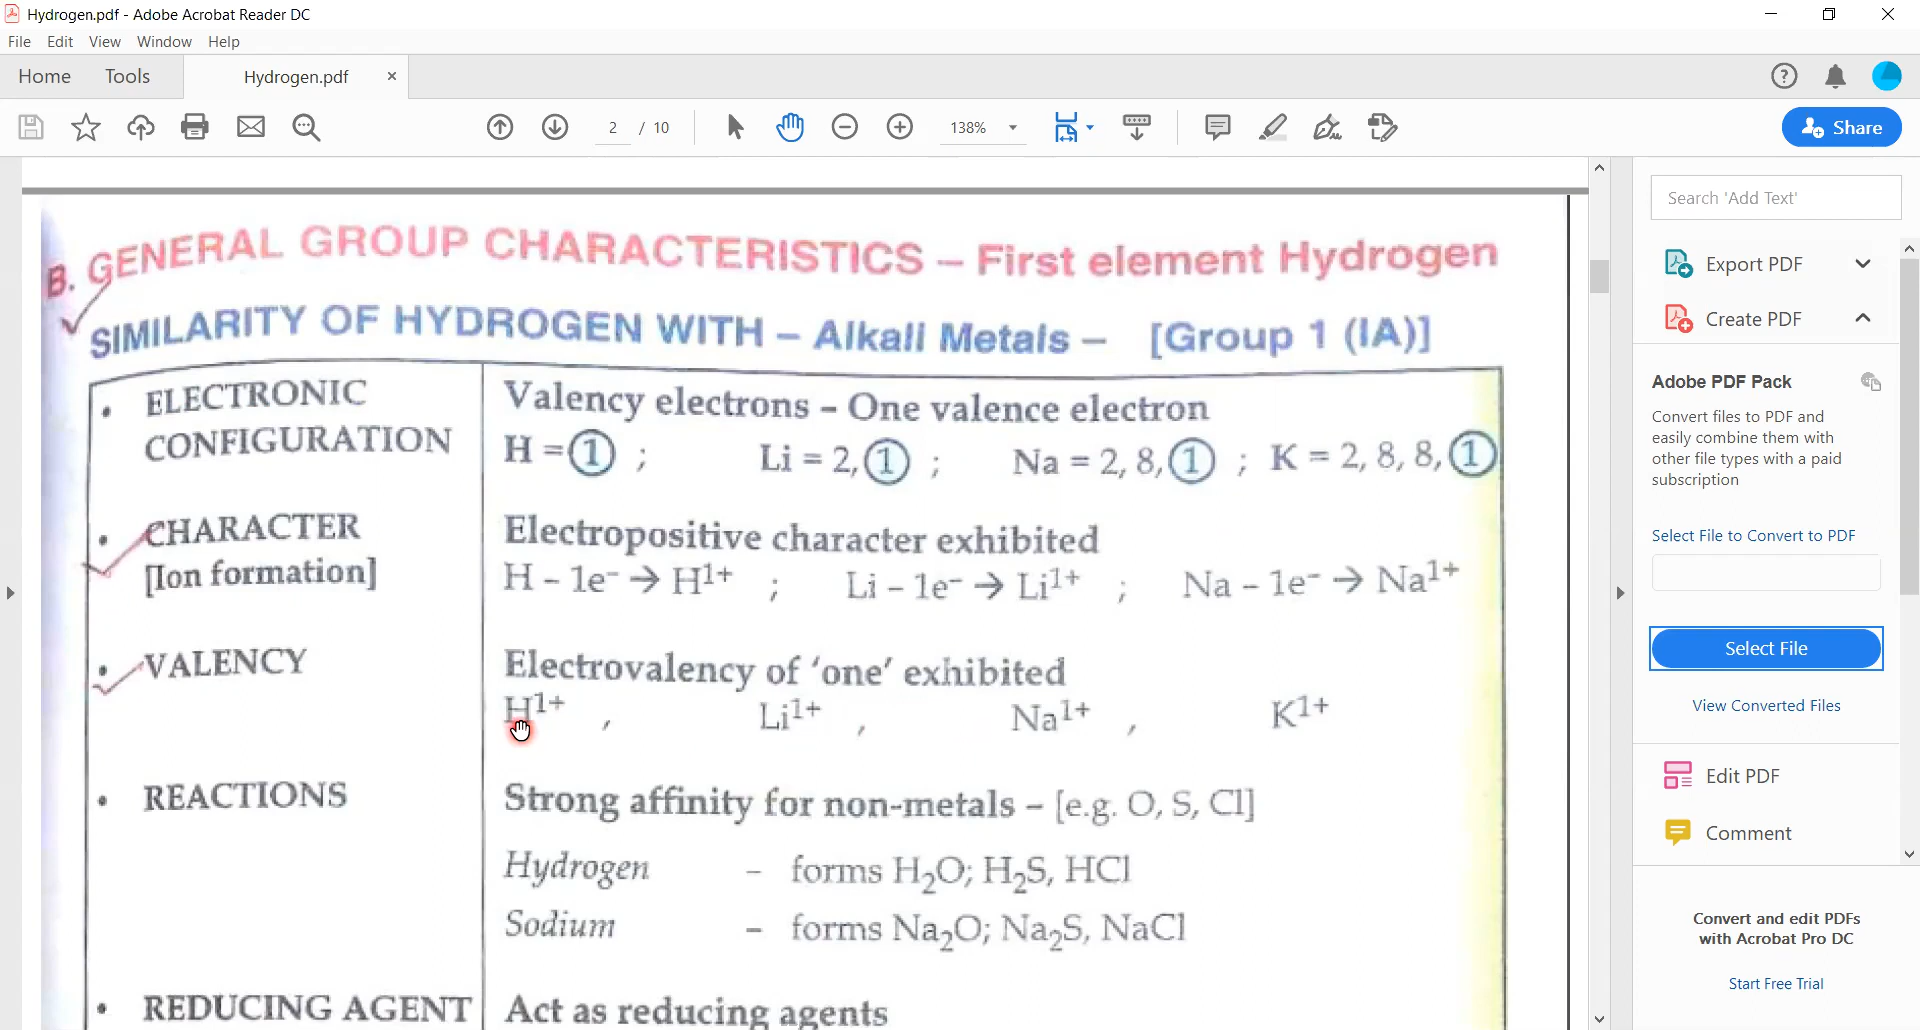 Hydrogen.pdf - Adobe Acrobat Reader DC
File Edit View Window Help
Home Tools Hydrogen.pdf
2 / 10 138% Share
Search 'Add Text'
B. GENERAL GROUP CHARACTERISTICS – First element Hydrogen
SIMILARITY OF HYDROGEN WITH – Alkali Metals – [Group 1 (IA)]
• ELECTRONIC CONFIGURATION
Valency electrons – One valence electron
H = 1 ; Li = 2, 1 ; Na = 2, 8, 1 ; K = 2, 8, 8, 1
• CHARACTER
[Ion formation]
Electropositive character exhibited
H – 1e⁻ → H¹⁺ ; Li – 1e⁻ → Li¹⁺ ; Na – 1e⁻ → Na¹⁺
• VALENCY
Electrovalency of 'one' exhibited
H¹⁺ , Li¹⁺ , Na¹⁺ , K¹⁺
• REACTIONS
Strong affinity for non-metals – [e.g. O, S, Cl]
Hydrogen – forms H₂O; H₂S, HCl
Sodium – forms Na₂O; Na₂S, NaCl
• REDUCING AGENT
Act as reducing agents
Export PDF
Create PDF
Adobe PDF Pack
Convert files to PDF and
easily combine them with
other file types with a paid
subscription
Select File to Convert to PDF
Select File
View Converted Files
Edit PDF
Comment
Convert and edit PDFs
with Acrobat Pro DC
Start Free Trial